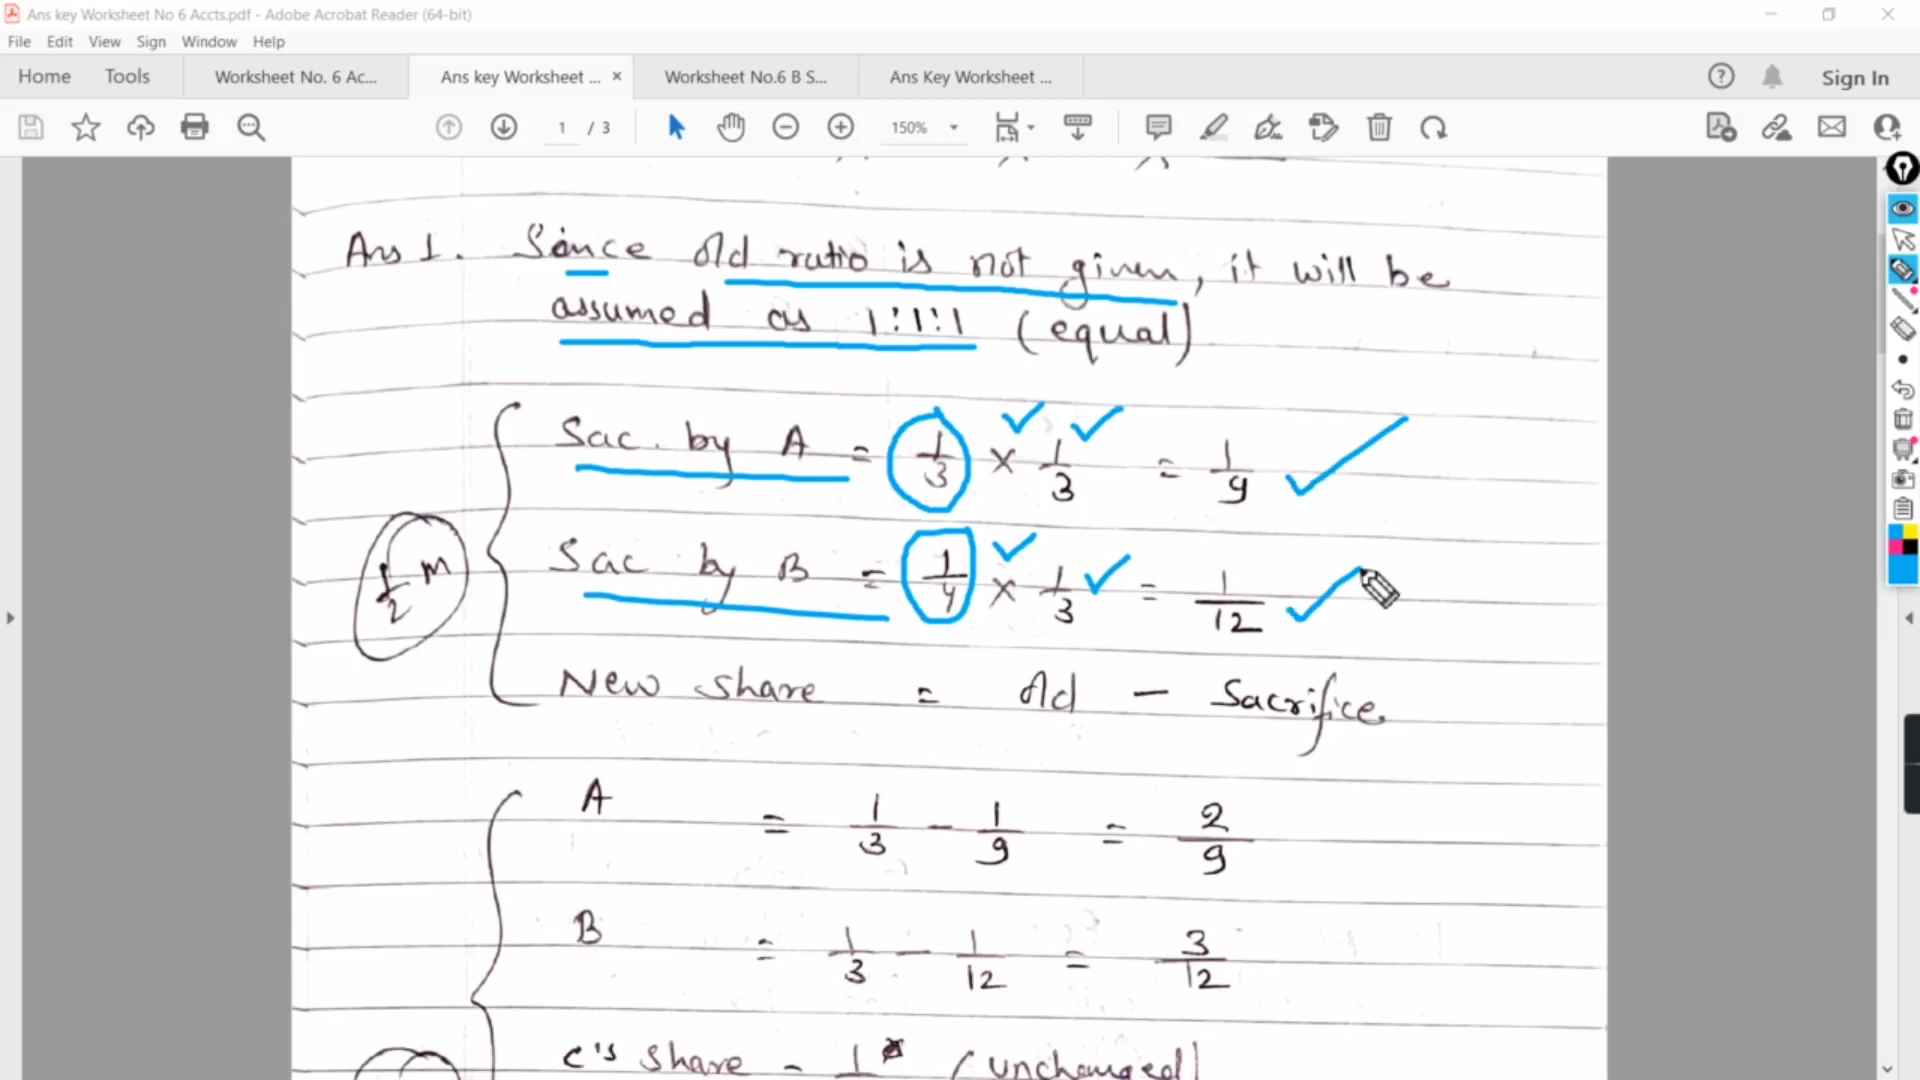 Ans key Worksheet No 6 Accts.pdf - Adobe Acrobat Reader (64-bit)
File Edit View Sign Window Help
Home Tools Worksheet No. 6 Ac... Ans key Worksheet ... × Worksheet No.6 B S... Ans Key Worksheet ... Sign In
1 / 3 150%
Ans 1. Since old ratio is not given, it will be
assumed as 1:1:1 (equal)
Sac. by A = 1/3 × 1/3 = 1/9
Sac by B = 1/4 × 1/3 = 1/12
1/2 M
New share = Old - Sacrifice.
A = 1/3 - 1/9 = 2/9
B = 1/3 - 1/12 = 3/12
C's share - 1 (unchanged)